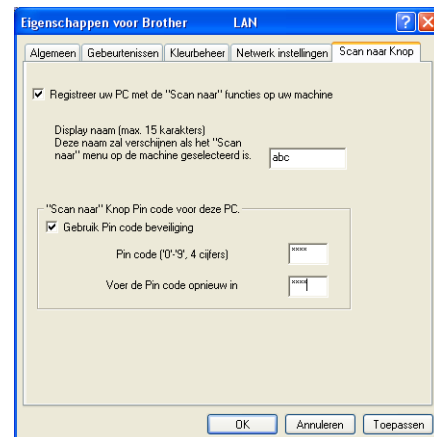 Eigenschappen voor Brother LAN
Algemeen Gebeurtenissen Kleurbeheer Netwerk instellingen Scan naar Knop
Registreer uw PC met de "Scan naar" functies op uw machine
Display naam (max. 15 karakters)
Deze naam zal verschijnen als het "Scan
naar" menu op de machine geselecteerd is.
abc
"Scan naar" Knop Pin code voor deze PC.
Gebruik Pin code beveiliging
Pin code ('0'-'9', 4 cijfers) ****
Voer de Pin code opnieuw in ****
OK Annuleren Toepassen